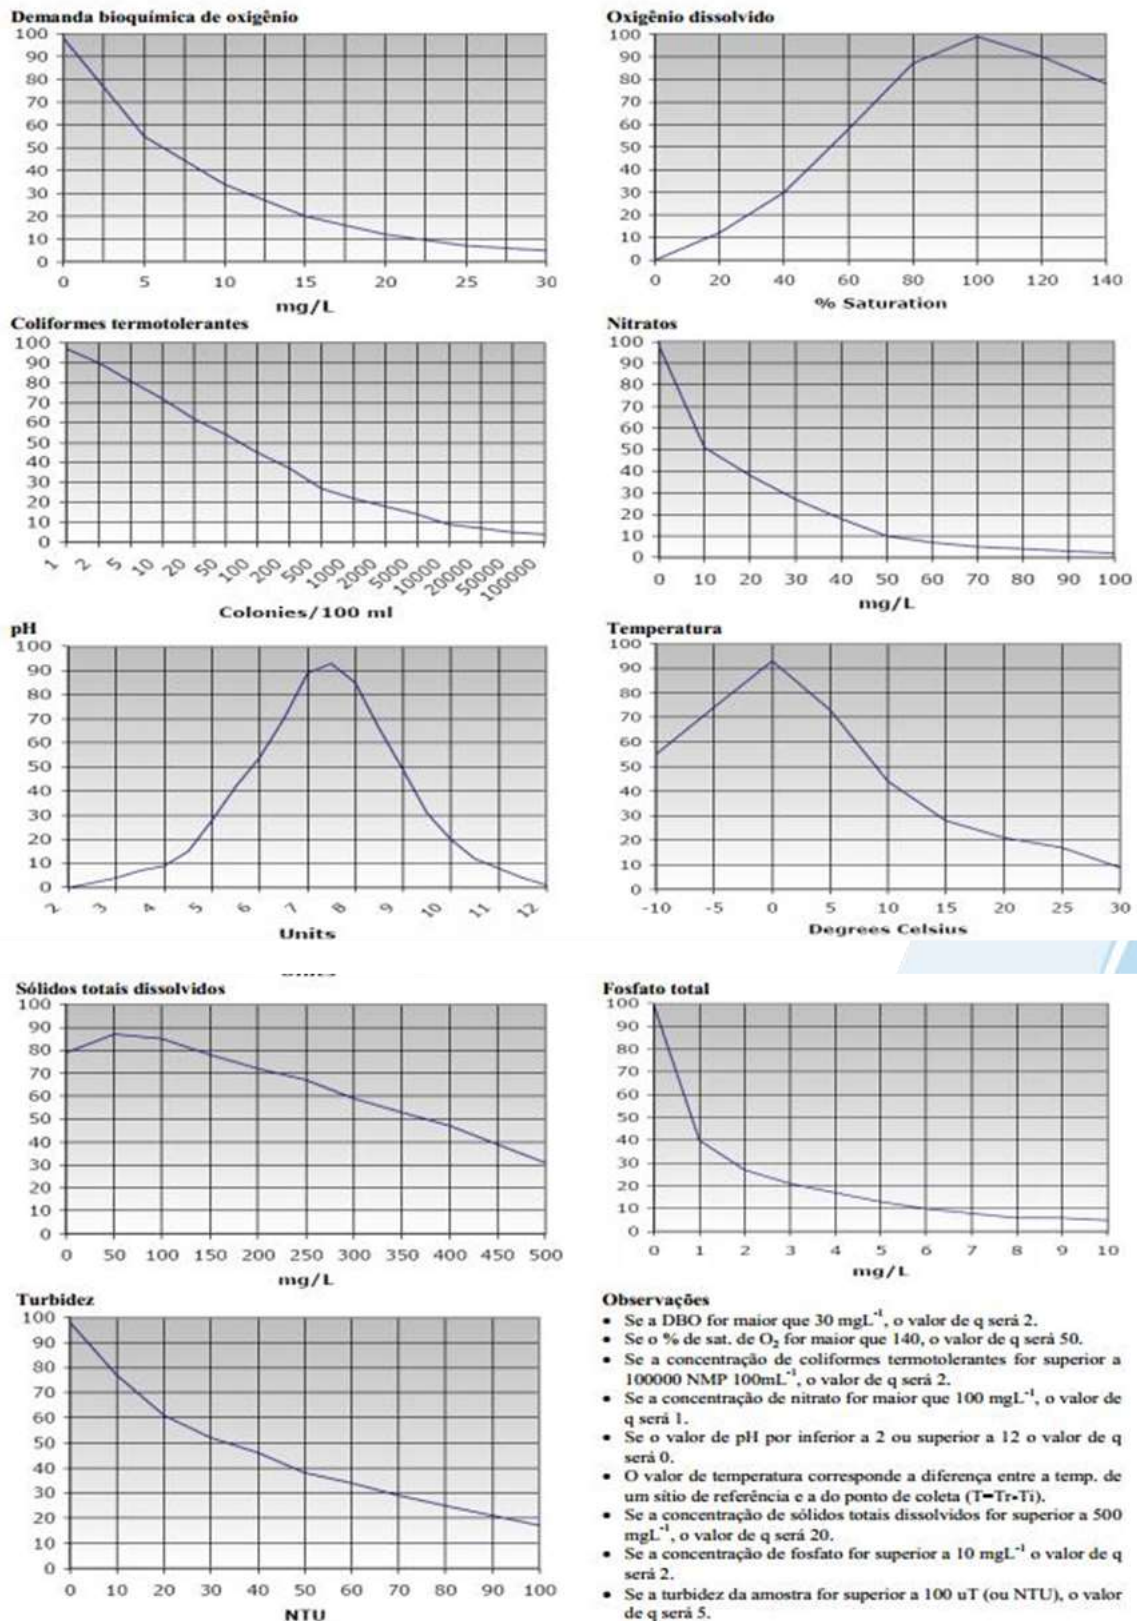 Demanda bioquímica de oxigênio
100
90
80
70
60
50
40
30
20
10
0
0 5 10 15 20 25 30
mg/L
Oxigênio dissolvido
100
90
80
70
60
50
40
30
20
10
0
0 20 40 60 80 100 120 140
% Saturation
Coliformes termotolerantes
100
90
80
70
60
50
40
30
20
10
0
1 2 5 10 20 50 100 200 500 1000 2000 5000 10000 20000 50000 100000
Colonies/100 ml
Nitratos
100
90
80
70
60
50
40
30
20
10
0
0 10 20 30 40 50 60 70 80 90 100
mg/L
pH
100
90
80
70
60
50
40
30
20
10
0
2 3 4 5 6 7 8 9 10 11 12
Units
Temperatura
100
90
80
70
60
50
40
30
20
10
0
-10 -5 0 5 10 15 20 25 30
Degrees Celsius
Sólidos totais dissolvidos
100
90
80
70
60
50
40
30
20
10
0
0 50 100 150 200 250 300 350 400 450 500
mg/L
Fosfato total
100
90
80
70
60
50
40
30
20
10
0
0 1 2 3 4 5 6 7 8 9 10
mg/L
Turbidez
100
90
80
70
60
50
40
30
20
10
0
0 10 20 30 40 50 60 70 80 90 100
NTU
Observações
• Se a DBO for maior que 30 mgL⁻¹, o valor de q será 2.
• Se o % de sat. de O₂ for maior que 140, o valor de q será 50.
• Se a concentração de coliformes termotolerantes for superior a
100000 NMP 100mL⁻¹, o valor de q será 2.
• Se a concentração de nitrato for maior que 100 mgL⁻¹, o valor de
q será 1.
• Se o valor de pH por inferior a 2 ou superior a 12 o valor de q
será 0.
• O valor de temperatura corresponde a diferença entre a temp. de
um sítio de referência e a do ponto de coleta (T=Tr-Ti).
• Se a concentração de sólidos totais dissolvidos for superior a 500
mgL⁻¹, o valor de q será 20.
• Se a concentração de fosfato for superior a 10 mgL⁻¹ o valor de q
será 2.
• Se a turbidez da amostra for superior a 100 uT (ou NTU), o valor
de q será 5.